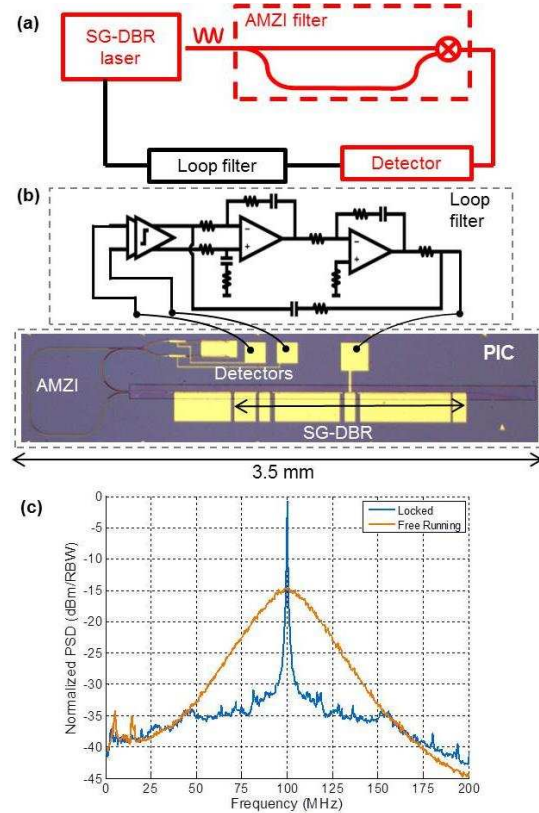 (a)
SG-DBR
laser
AMZI filter
Loop filter
Detector
(b)
Loop
filter
AMZI
Detectors
PIC
SG-DBR
3.5 mm
(c)
Locked
Free Running
Normalized PSD (dBm/RBW)
0
-5
-10
-15
-20
-25
-30
-35
-40
-45
0 25 50 75 100 125 150 175 200
Frequency (MHz)